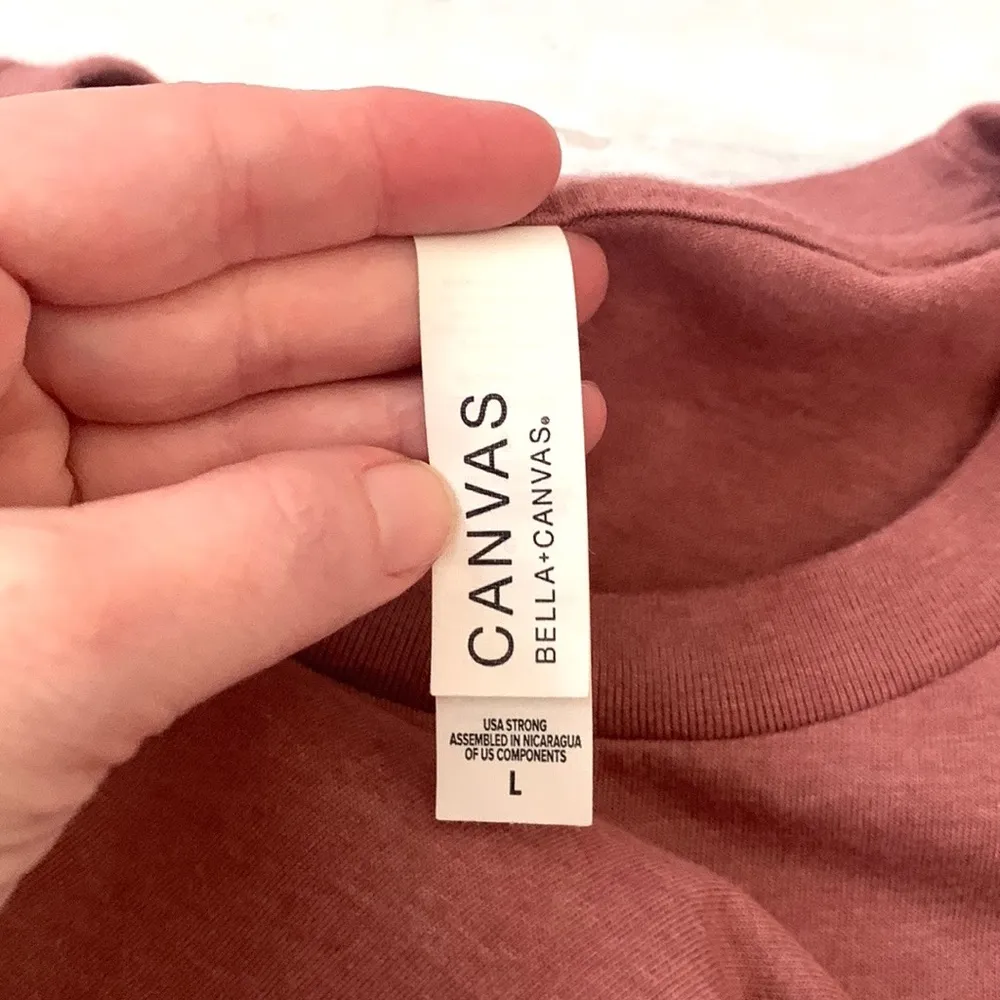 CANVAS
BELLA+CANVAS®
USA STRONG
ASSEMBLED IN NICARAGUA
OF US COMPONENTS
L